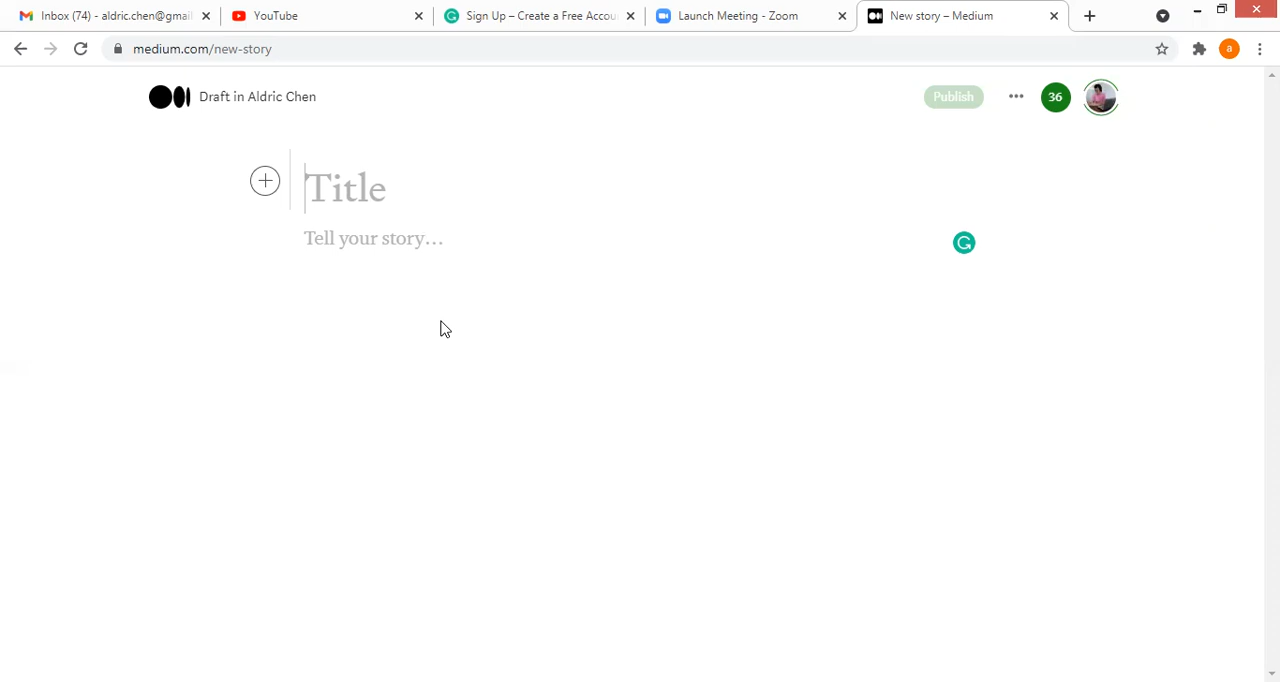 Inbox (74) - aldric.chen@gmail
YouTube
Sign Up – Create a Free Accou
Launch Meeting - Zoom
New story – Medium
medium.com/new-story
a
Draft in Aldric Chen
Publish
36
Title
Tell your story...